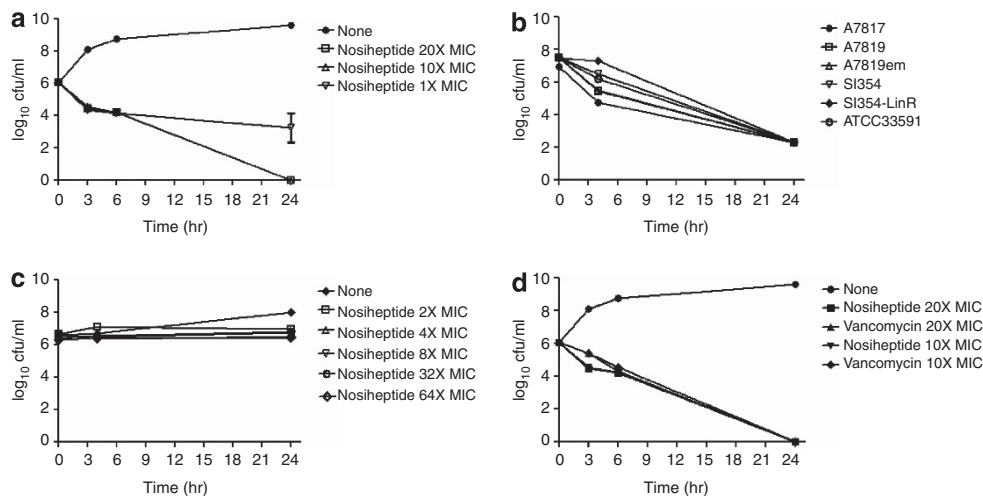 a
10
8
6
4
2
0
log10 cfu/ml
0 3 6 9 12 15 18 21 24
Time (hr)
None
Nosiheptide 20X MIC
Nosiheptide 10X MIC
Nosiheptide 1X MIC
b
10
8
6
4
2
0
log10 cfu/ml
0 3 6 9 12 15 18 21 24
Time (hr)
A7817
A7819
A7819em
SI354
SI354-LinR
ATCC33591
c
10
8
6
4
2
0
log10 cfu/ml
0 3 6 9 12 15 18 21 24
Time (hr)
None
Nosiheptide 2X MIC
Nosiheptide 4X MIC
Nosiheptide 8X MIC
Nosiheptide 32X MIC
Nosiheptide 64X MIC
d
10
8
6
4
2
0
log10 cfu/ml
0 3 6 9 12 15 18 21 24
Time (hr)
None
Nosiheptide 20X MIC
Vancomycin 20X MIC
Nosiheptide 10X MIC
Vancomycin 10X MIC